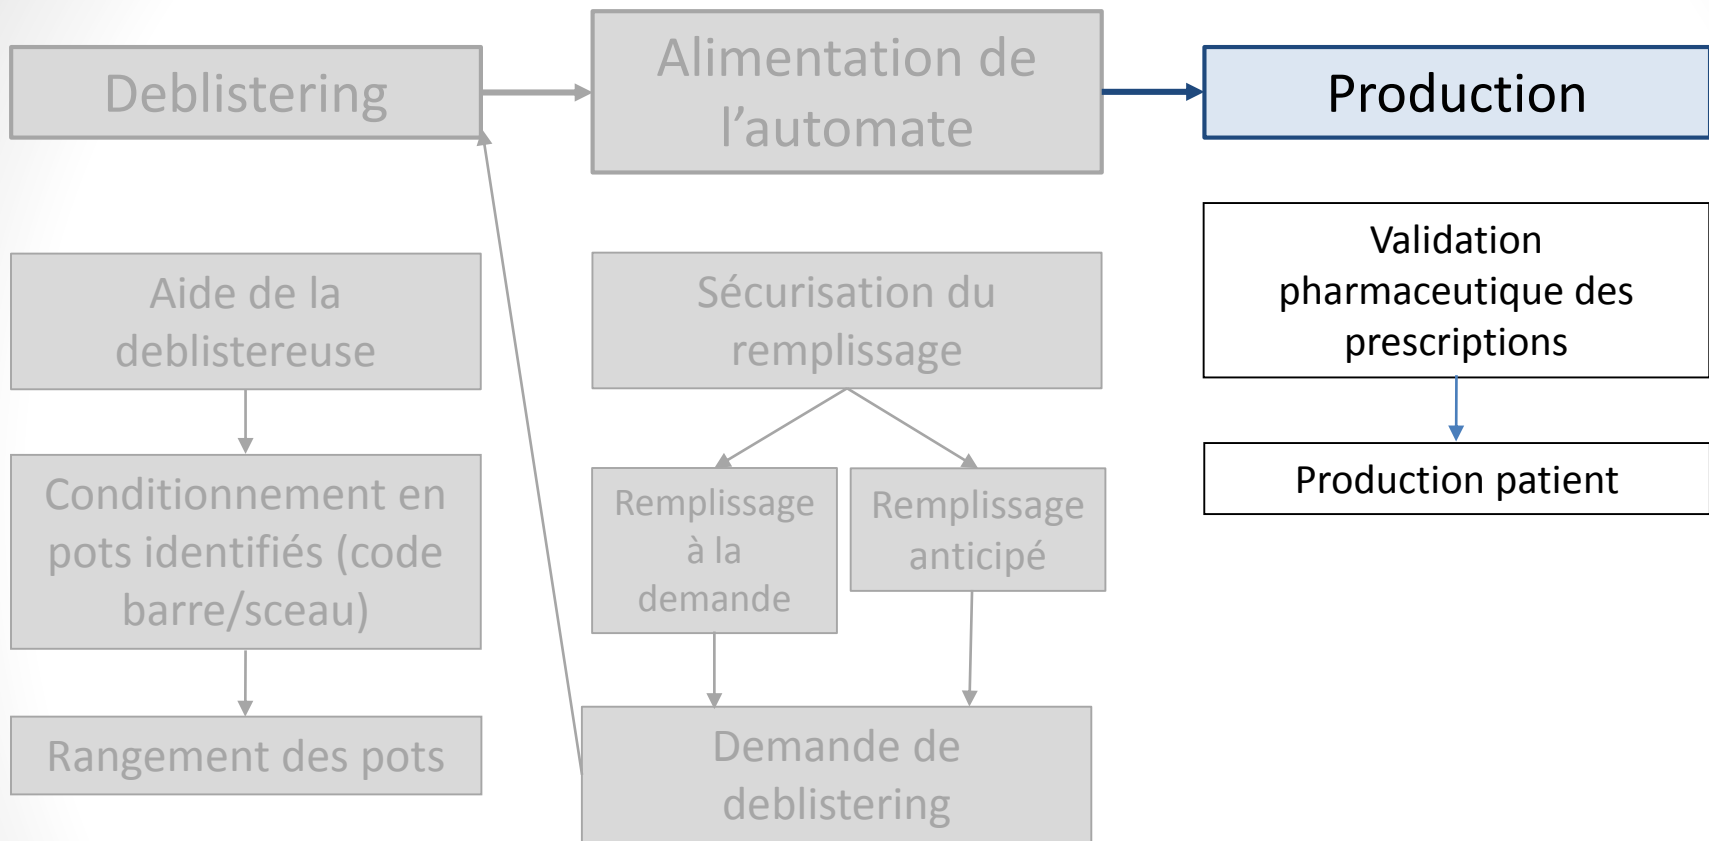 Deblistering
Alimentation de
l’automate
Production
Aide de la
deblistereuse
Conditionnement en
pots identifiés (code
barre/sceau)
Rangement des pots
Sécurisation du
remplissage
Remplissage
à la
demande
Remplissage
anticipé
Demande de
deblistering
Validation
pharmaceutique des
prescriptions
Production patient